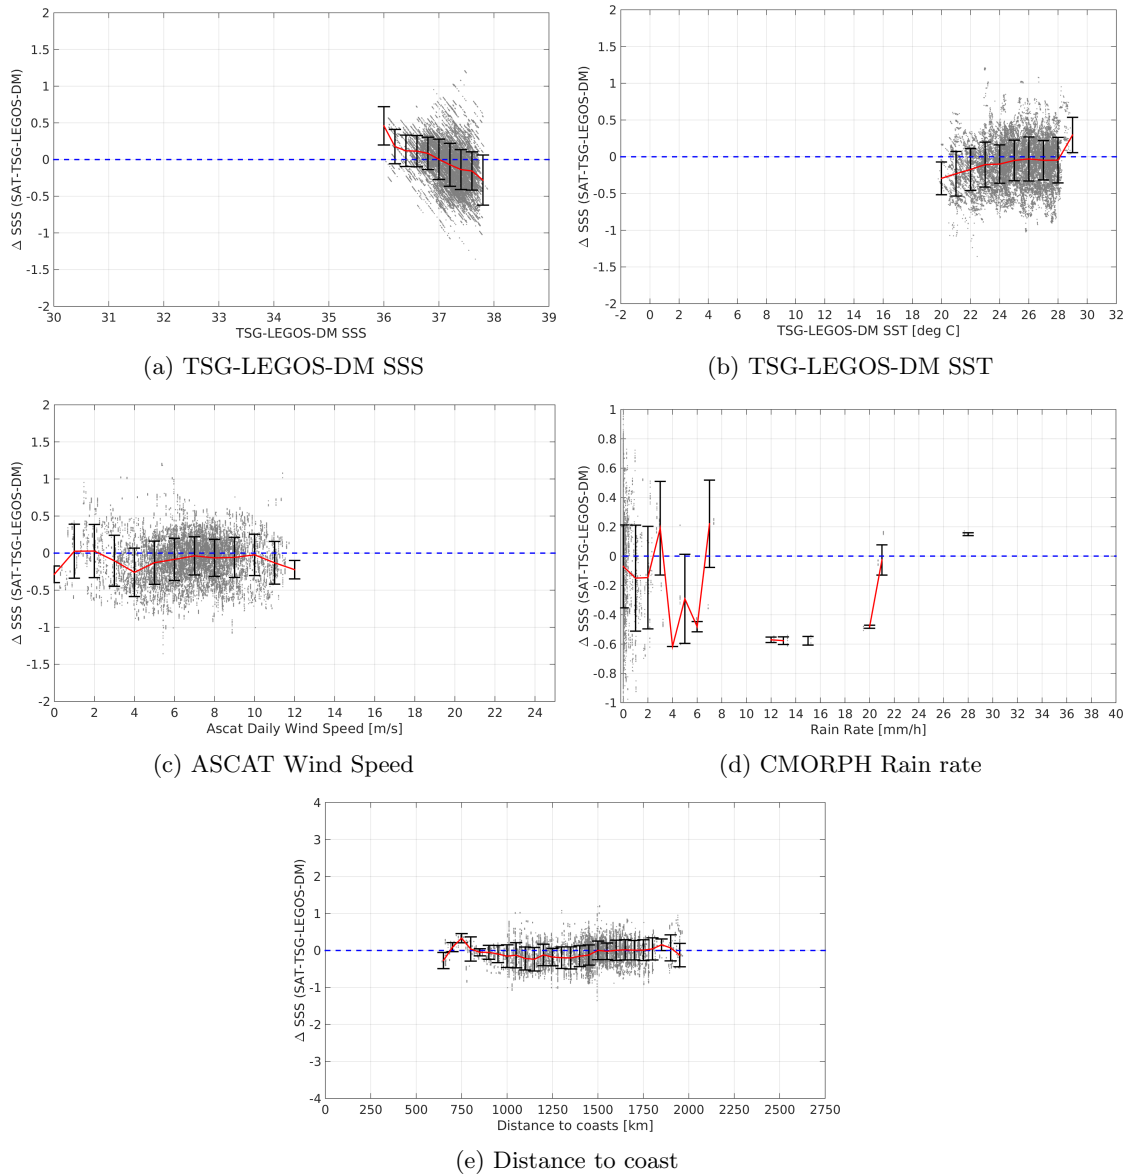 2
1.5
1
0.5
0
-0.5
-1
-1.5
-2
Δ SSS (SAT-TSG-LEGOS-DM)
30 31 32 33 34 35 36 37 38 39
TSG-LEGOS-DM SSS
(a) TSG-LEGOS-DM SSS
2
1.5
1
0.5
0
-0.5
-1
-1.5
-2
Δ SSS (SAT-TSG-LEGOS-DM)
-2 0 2 4 6 8 10 12 14 16 18 20 22 24 26 28 30 32
TSG-LEGOS-DM SST [deg C]
(b) TSG-LEGOS-DM SST
2
1.5
1
0.5
0
-0.5
-1
-1.5
-2
Δ SSS (SAT-TSG-LEGOS-DM)
0 2 4 6 8 10 12 14 16 18 20 22 24
Ascat Daily Wind Speed [m/s]
(c) ASCAT Wind Speed
1
0.8
0.6
0.4
0.2
0
-0.2
-0.4
-0.6
-0.8
-1
Δ SSS (SAT-TSG-LEGOS-DM)
0 2 4 6 8 10 12 14 16 18 20 22 24 26 28 30 32 34 36 38 40
Rain Rate [mm/h]
(d) CMORPH Rain rate
4
3
2
1
0
-1
-2
-3
-4
Δ SSS (SAT-TSG-LEGOS-DM)
0 250 500 750 1000 1250 1500 1750 2000 2250 2500 2750
Distance to coasts [km]
(e) Distance to coast